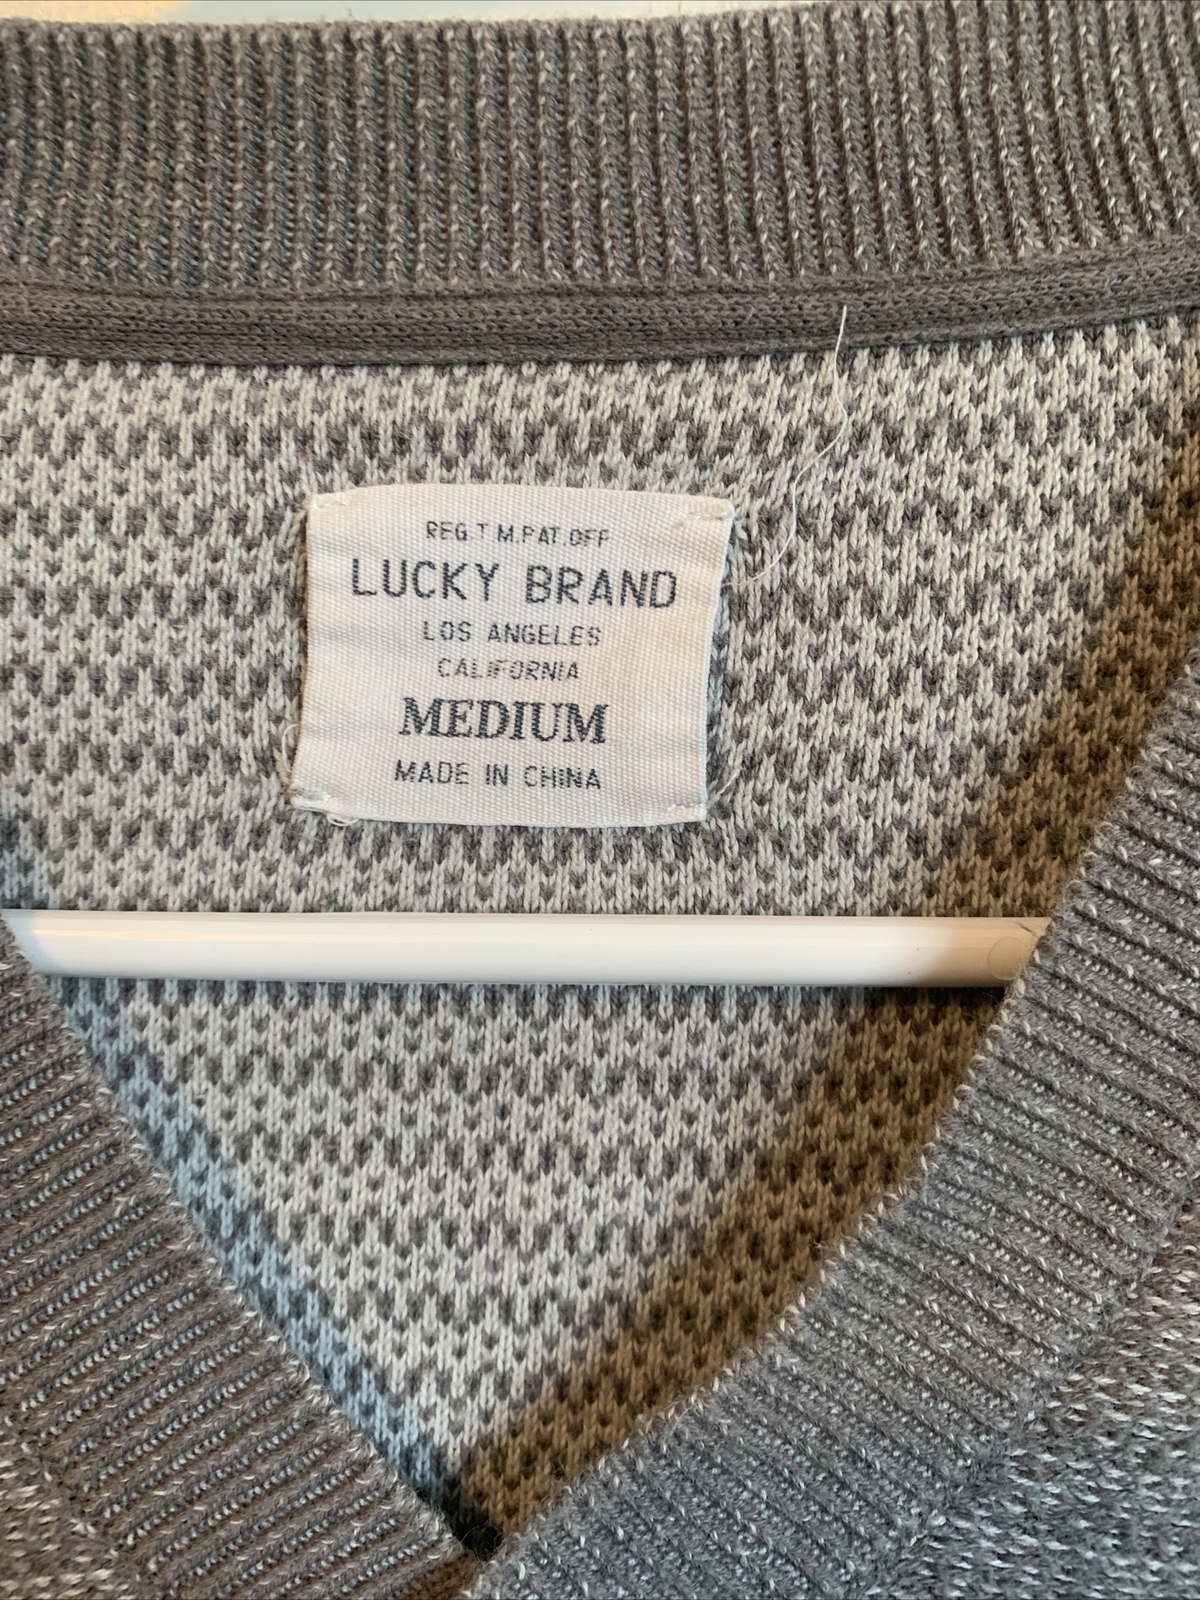 REG T M.PAT.OFF
LUCKY BRAND
LOS ANGELES
CALIFORNIA
MEDIUM
MADE IN CHINA